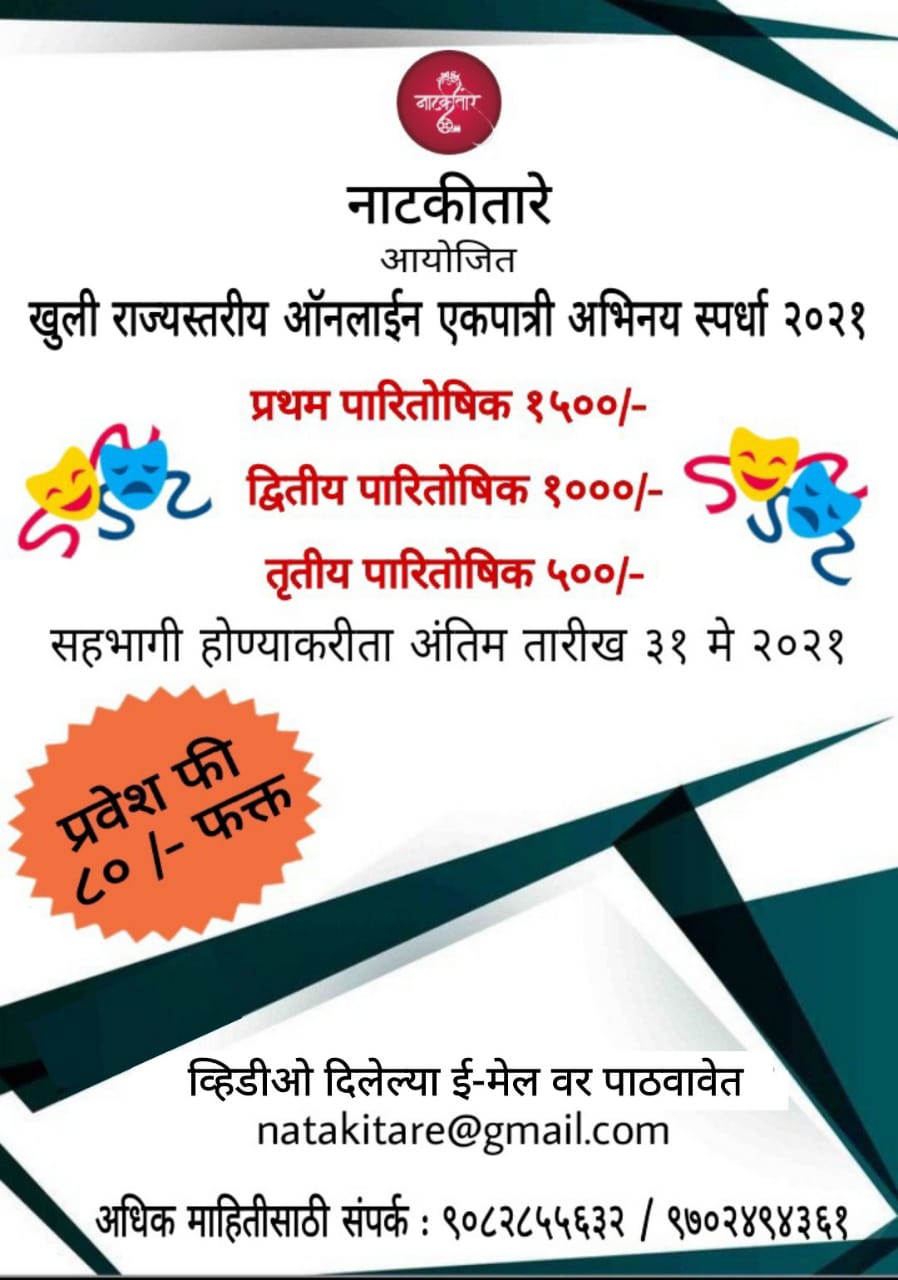 नाटकीतारे
नाटकीतारे
आयोजित
खुली राज्यस्तरीय ऑनलाईन एकपात्री अभिनय स्पर्धा २०२१
प्रथम पारितोषिक १५००/-
द्वितीय पारितोषिक १०००/-
तृतीय पारितोषिक ५००/-
सहभागी होण्याकरीता अंतिम तारीख ३१ मे २०२१
प्रवेश फी
८० /- फक्त
व्हिडीओ दिलेल्या ई-मेल वर पाठवावेत
natakitare@gmail.com
अधिक माहितीसाठी संपर्क : ९०८२८५५६३२ / ९७०२४९४३६१